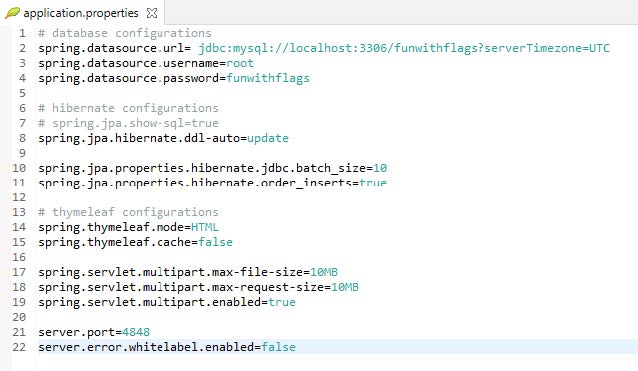 application.properties
1 # database configurations
2 spring.datasource.url= jdbc:mysql://localhost:3306/funwithflags?serverTimezone=UTC
3 spring.datasource.username=root
4 spring.datasource.password=funwithflags
5
6 # hibernate configurations
7 # spring.jpa.show-sql=true
8 spring.jpa.hibernate.ddl-auto=update
9
10 spring.jpa.properties.hibernate.jdbc.batch_size=10
11 spring.jpa.properties.hibernate.order_inserts=true
12
13 # thymeleaf configurations
14 spring.thymeleaf.mode=HTML
15 spring.thymeleaf.cache=false
16
17 spring.servlet.multipart.max-file-size=10MB
18 spring.servlet.multipart.max-request-size=10MB
19 spring.servlet.multipart.enabled=true
20
21 server.port=4848
22 server.error.whitelabel.enabled=false